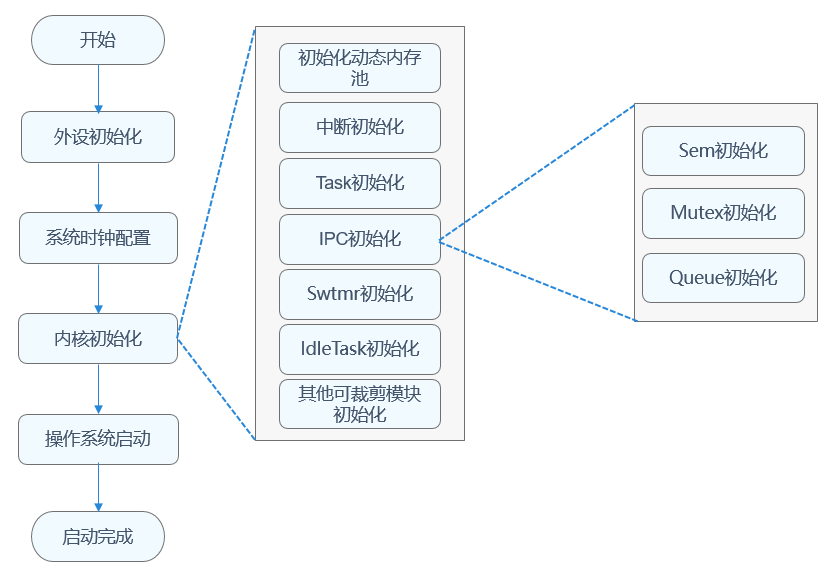 开始
外设初始化
系统时钟配置
内核初始化
操作系统启动
启动完成
初始化动态内存
池
中断初始化
Task初始化
IPC初始化
Swtmr初始化
IdleTask初始化
其他可裁剪模块
初始化
Sem初始化
Mutex初始化
Queue初始化